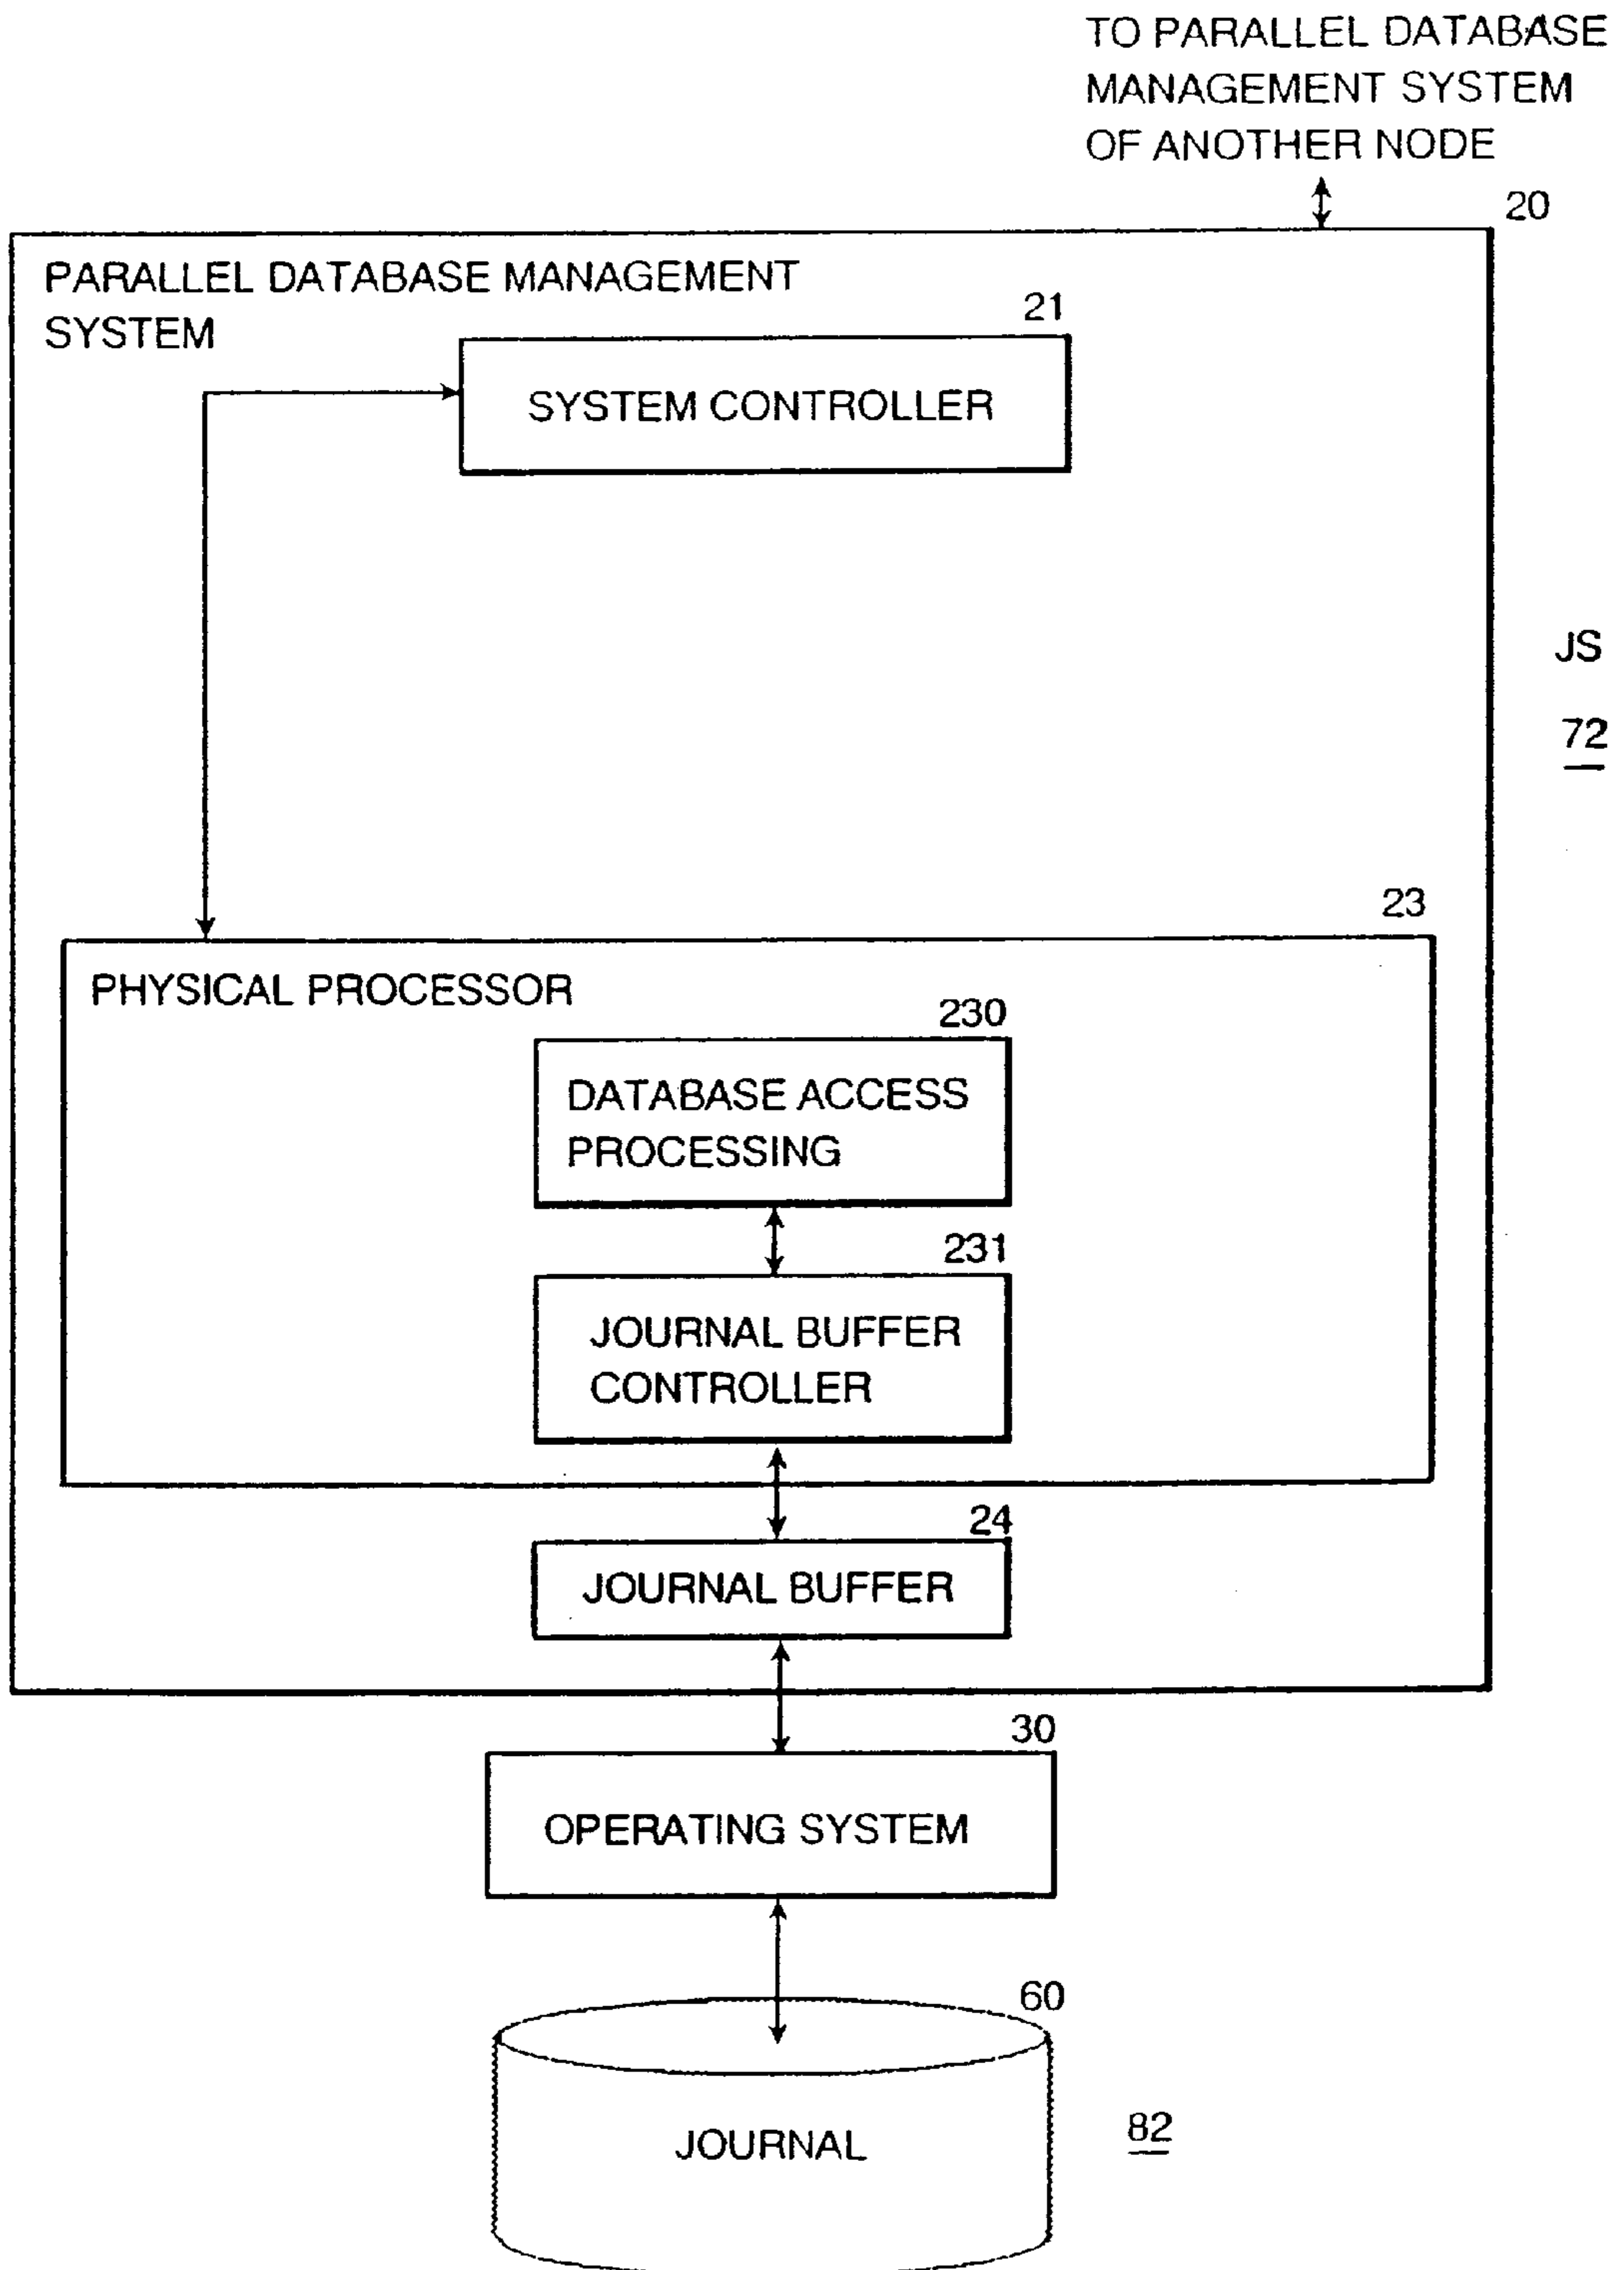 TO PARALLEL DATABASE
MANAGEMENT SYSTEM
OF ANOTHER NODE
20
PARALLEL DATABASE MANAGEMENT
SYSTEM
21
SYSTEM CONTROLLER
JS
72
23
PHYSICAL PROCESSOR
230
DATABASE ACCESS
PROCESSING
231
JOURNAL BUFFER
CONTROLLER
24
JOURNAL BUFFER
30
OPERATING SYSTEM
60
JOURNAL
82